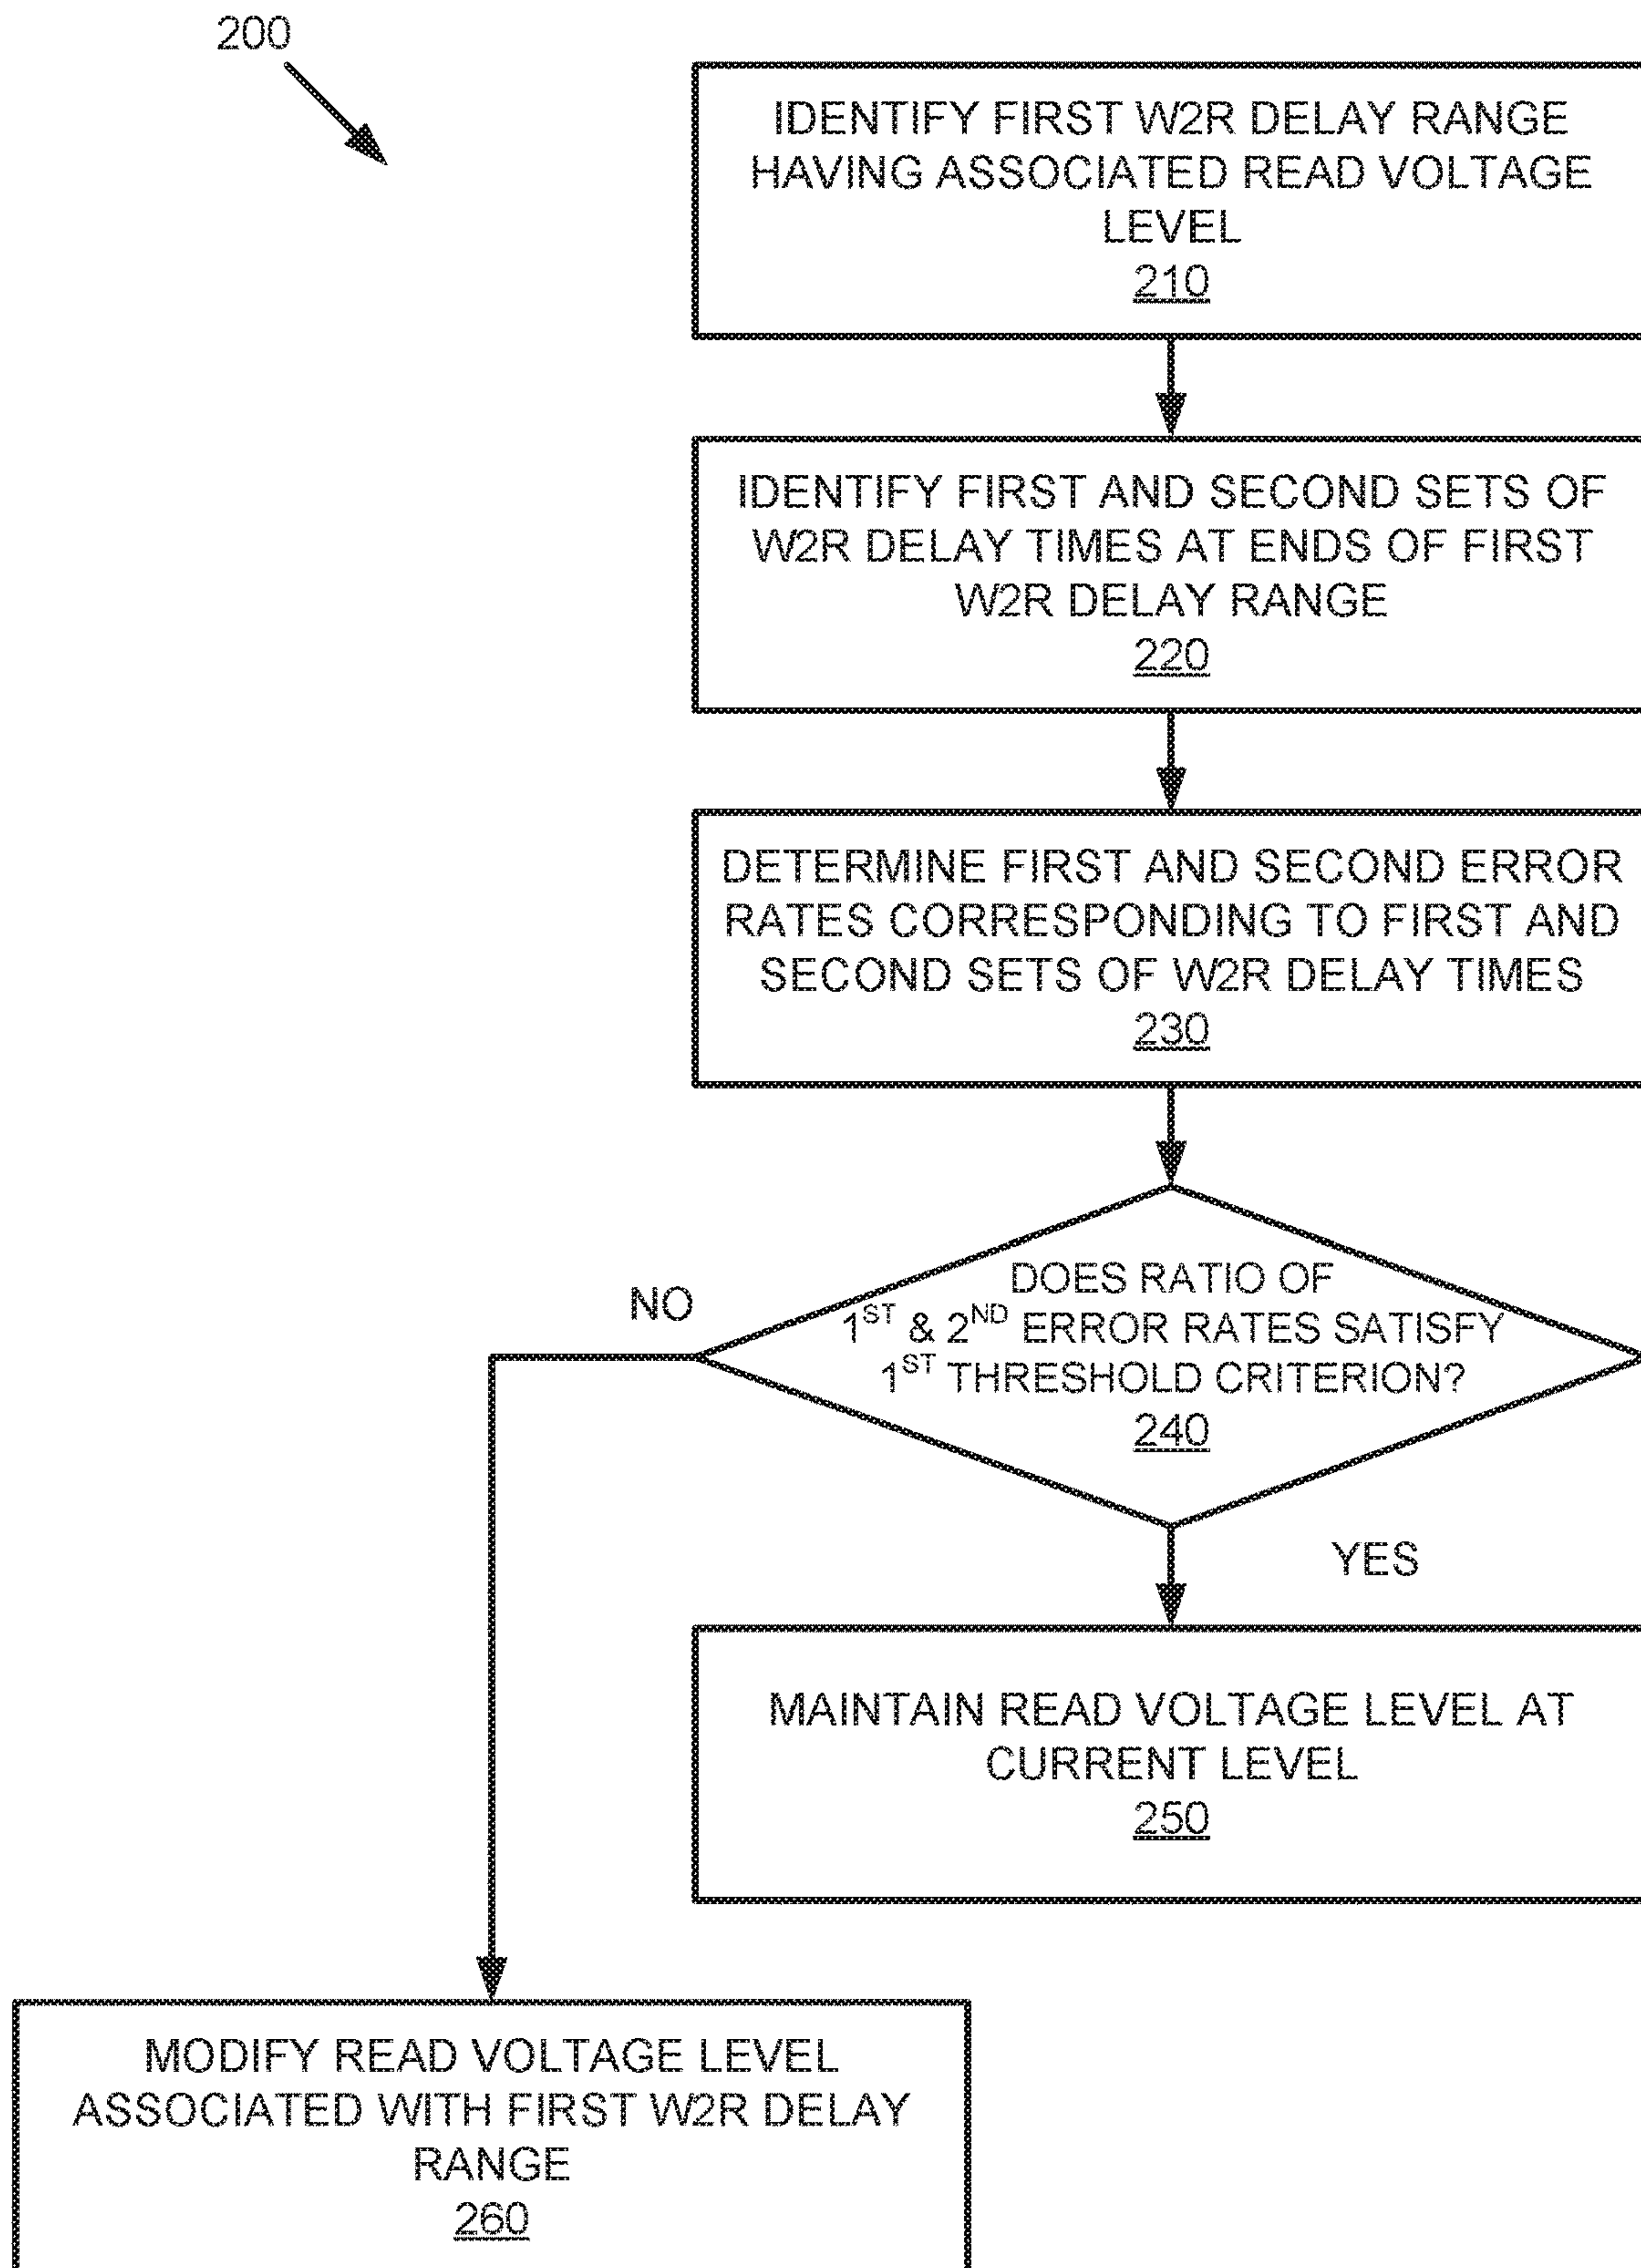 200
IDENTIFY FIRST W2R DELAY RANGE
HAVING ASSOCIATED READ VOLTAGE
LEVEL
210
IDENTIFY FIRST AND SECOND SETS OF
W2R DELAY TIMES AT ENDS OF FIRST
W2R DELAY RANGE
220
DETERMINE FIRST AND SECOND ERROR
RATES CORRESPONDING TO FIRST AND
SECOND SETS OF W2R DELAY TIMES
230
DOES RATIO OF
1ST & 2ND ERROR RATES SATISFY
1ST THRESHOLD CRITERION?
240
NO
YES
MAINTAIN READ VOLTAGE LEVEL AT
CURRENT LEVEL
250
MODIFY READ VOLTAGE LEVEL
ASSOCIATED WITH FIRST W2R DELAY
RANGE
260